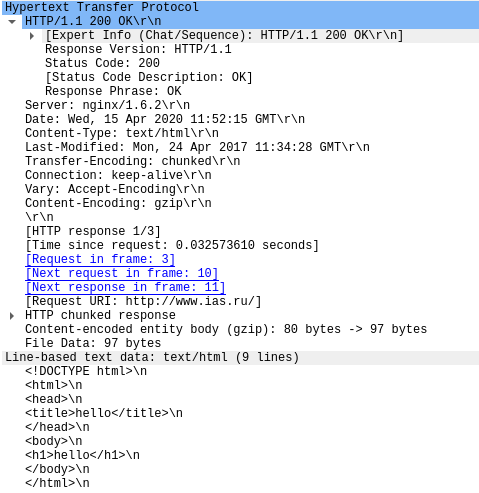 Hypertext Transfer Protocol
HTTP/1.1 200 OK\r\n
[Expert Info (Chat/Sequence): HTTP/1.1 200 OK\r\n]
Response Version: HTTP/1.1
Status Code: 200
[Status Code Description: OK]
Response Phrase: OK
Server: nginx/1.6.2\r\n
Date: Wed, 15 Apr 2020 11:52:15 GMT\r\n
Content-Type: text/html\r\n
Last-Modified: Mon, 24 Apr 2017 11:34:28 GMT\r\n
Transfer-Encoding: chunked\r\n
Connection: keep-alive\r\n
Vary: Accept-Encoding\r\n
Content-Encoding: gzip\r\n
\r\n
[HTTP response 1/3]
[Time since request: 0.032573610 seconds]
[Request in frame: 3]
[Next request in frame: 10]
[Next response in frame: 11]
[Request URI: http://www.ias.ru/]
HTTP chunked response
Content-encoded entity body (gzip): 80 bytes -> 97 bytes
File Data: 97 bytes
Line-based text data: text/html (9 lines)
<!DOCTYPE html>\n
<html>\n
<head>\n
<title>hello</title>\n
</head>\n
<body>\n
<h1>hello</h1>\n
</body>\n
</html>\n